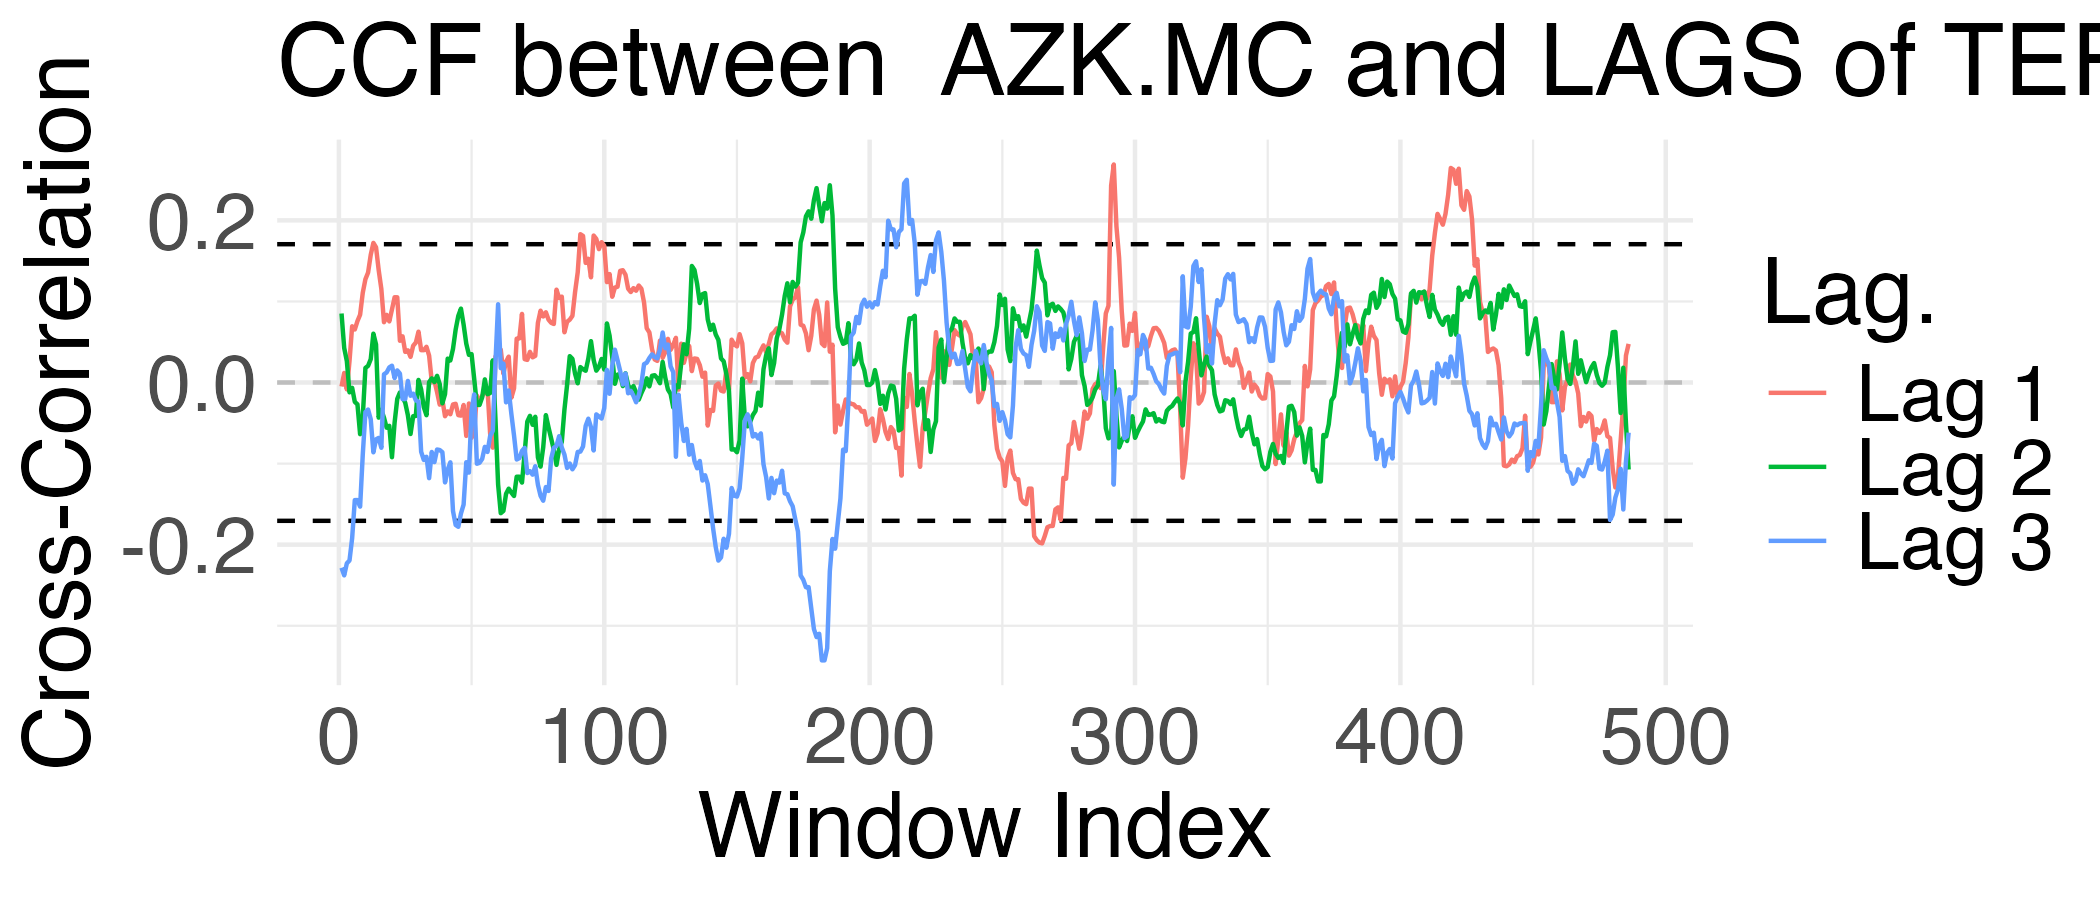 CCF between AZK.MC and LAGS of TEF
Cross-Correlation
0.2
0.0
-0.2
0
100
200
300
400
500
Window Index
Lag.
Lag 1
Lag 2
Lag 3